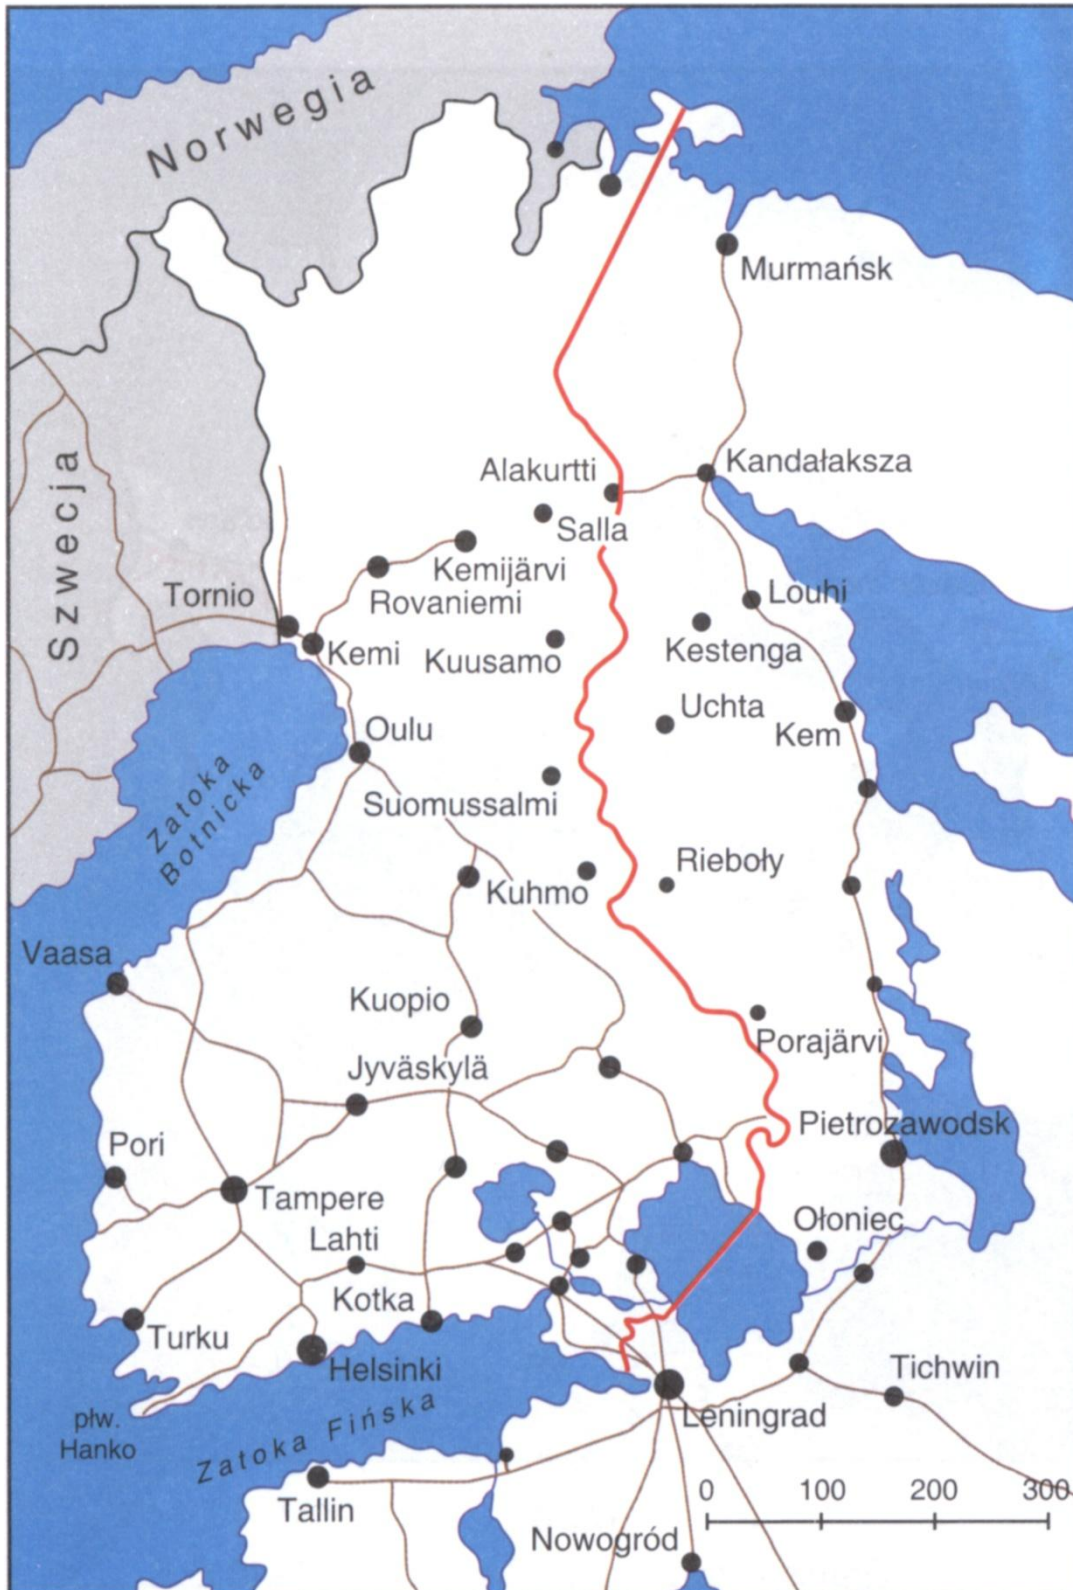 Norwegia
Murmańsk
Szwecja
Alakurtti
Kandałaksza
Salla
Kemijärvi
Tornio
Rovaniemi
Louhi
Kemi
Kuusamo
Kestenga
Uchta
Oulu
Kem
Zatoka
Botnicka
Suomussalmi
Rieboły
Kuhmo
Vaasa
Kuopio
Porajärvi
Jyväskylä
Pietrozawodsk
Pori
Tampere
Ołoniec
Lahti
Kotka
Turku
Helsinki
Tichwin
płw.
Hanko
Zatoka Fińska
Leningrad
Tallin
0 100 200 300
Nowogród